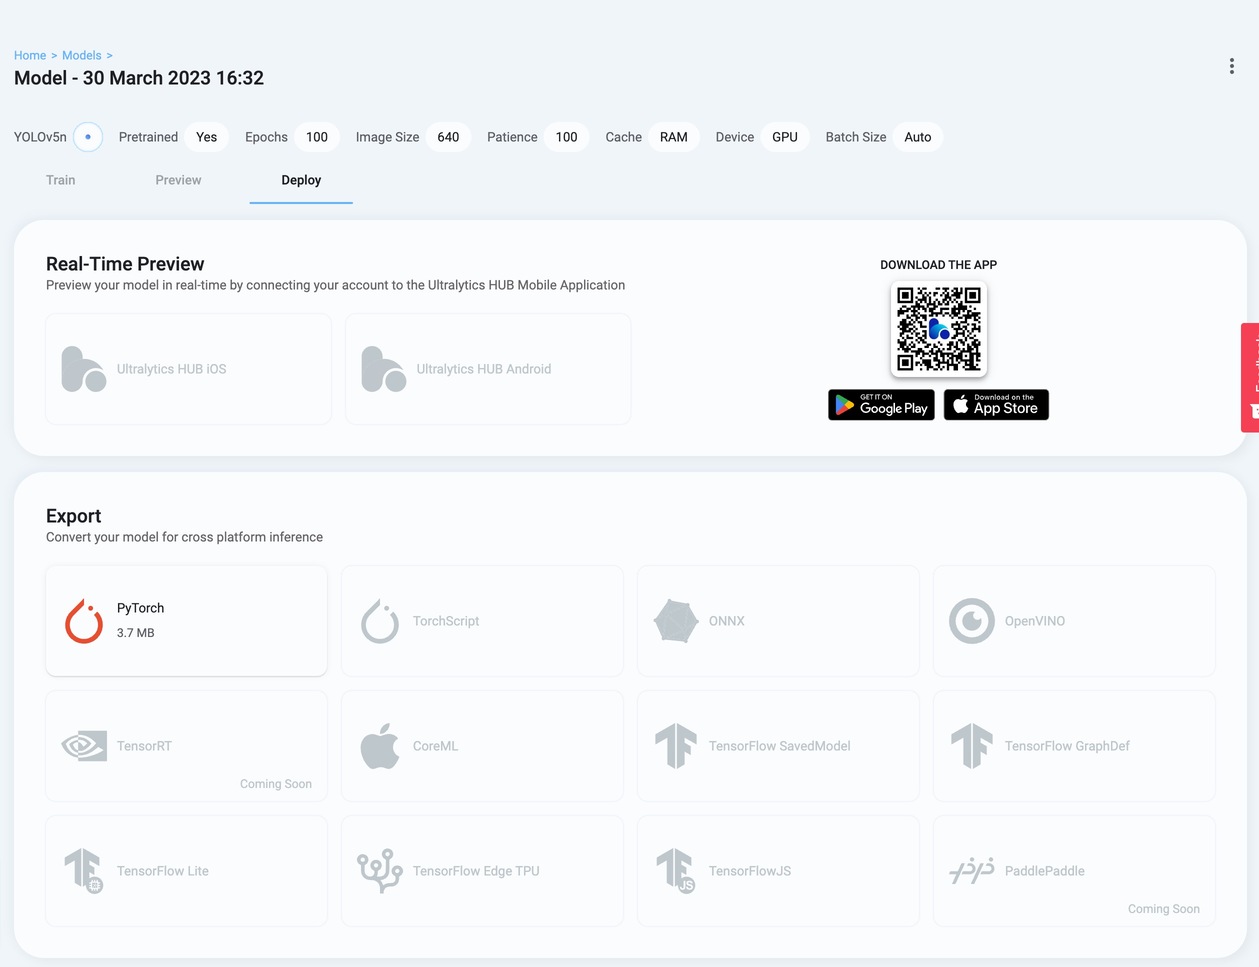 Home > Models >
Model - 30 March 2023 16:32
YOLOv5n Pretrained Yes Epochs 100 Image Size 640 Patience 100 Cache RAM Device GPU Batch Size Auto
Train Preview Deploy
Real-Time Preview
Preview your model in real-time by connecting your account to the Ultralytics HUB Mobile Application
Ultralytics HUB iOS
Ultralytics HUB Android
DOWNLOAD THE APP
GET IT ON
Google Play
Download on the
App Store
Export
Convert your model for cross platform inference
PyTorch
3.7 MB
TorchScript
ONNX
OpenVINO
TensorRT
Coming Soon
CoreML
TensorFlow SavedModel
TensorFlow GraphDef
TensorFlow Lite
TensorFlow Edge TPU
JS
TensorFlowJS
PaddlePaddle
Coming Soon